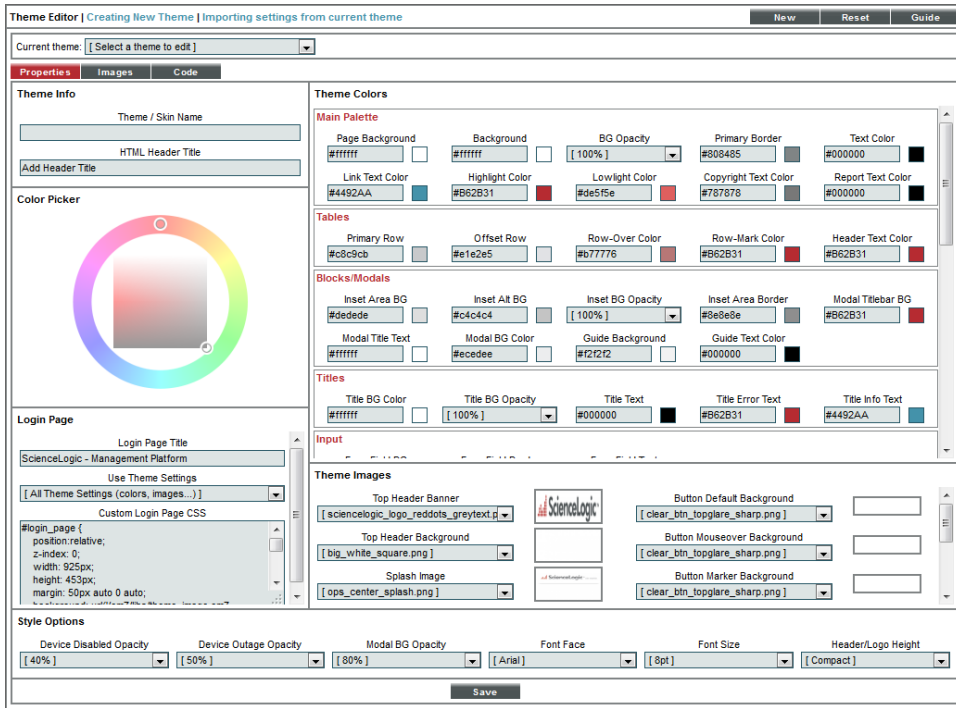 Theme Editor | Creating New Theme | Importing settings from current theme
New Reset Guide
Current theme: [ Select a theme to edit ]
Properties Images Code
Theme Info
Theme / Skin Name
HTML Header Title
Add Header Title
Color Picker
Login Page
Login Page Title
ScienceLogic - Management Platform
Use Theme Settings
[ All Theme Settings (colors, images...) ]
Custom Login Page CSS
#login_page {
position:relative;
z-index: 0;
width: 925px;
height: 453px;
margin: 50px auto 0 auto;
Theme Colors
Main Palette
Page Background Background BG Opacity Primary Border Text Color
#ffffff #ffffff [ 100% ] #808485 #000000
Link Text Color Highlight Color Lowlight Color Copyright Text Color Report Text Color
#4492AA #B62B31 #de5f5e #787878 #000000
Tables
Primary Row Offset Row Row-Over Color Row-Mark Color Header Text Color
#c8c9cb #e1e2e5 #b77776 #B62B31 #B62B31
Blocks/Modals
Inset Area BG Inset Alt BG Inset BG Opacity Inset Area Border Modal Titlebar BG
#dedede #c4c4c4 [ 100% ] #8e8e8e #B62B31
Modal Title Text Modal BG Color Guide Background Guide Text Color
#ffffff #ecedee #f2f2f2 #000000
Titles
Title BG Color Title BG Opacity Title Text Title Error Text Title Info Text
#ffffff [ 100% ] #000000 #B62B31 #4492AA
Input
Theme Images
Top Header Banner
[ sciencelogic_logo_reddots_greytext.p
ScienceLogic
Button Default Background
[ clear_btn_topglare_sharp.png ]
Top Header Background
[ big_white_square.png ]
Button Mouseover Background
[ clear_btn_topglare_sharp.png ]
Splash Image
[ ops_center_splash.png ]
ScienceLogic
Button Marker Background
[ clear_btn_topglare_sharp.png ]
Style Options
Device Disabled Opacity Device Outage Opacity Modal BG Opacity Font Face Font Size Header/Logo Height
[ 40% ] [ 50% ] [ 80% ] [ Arial ] [ 8pt ] [ Compact ]
Save